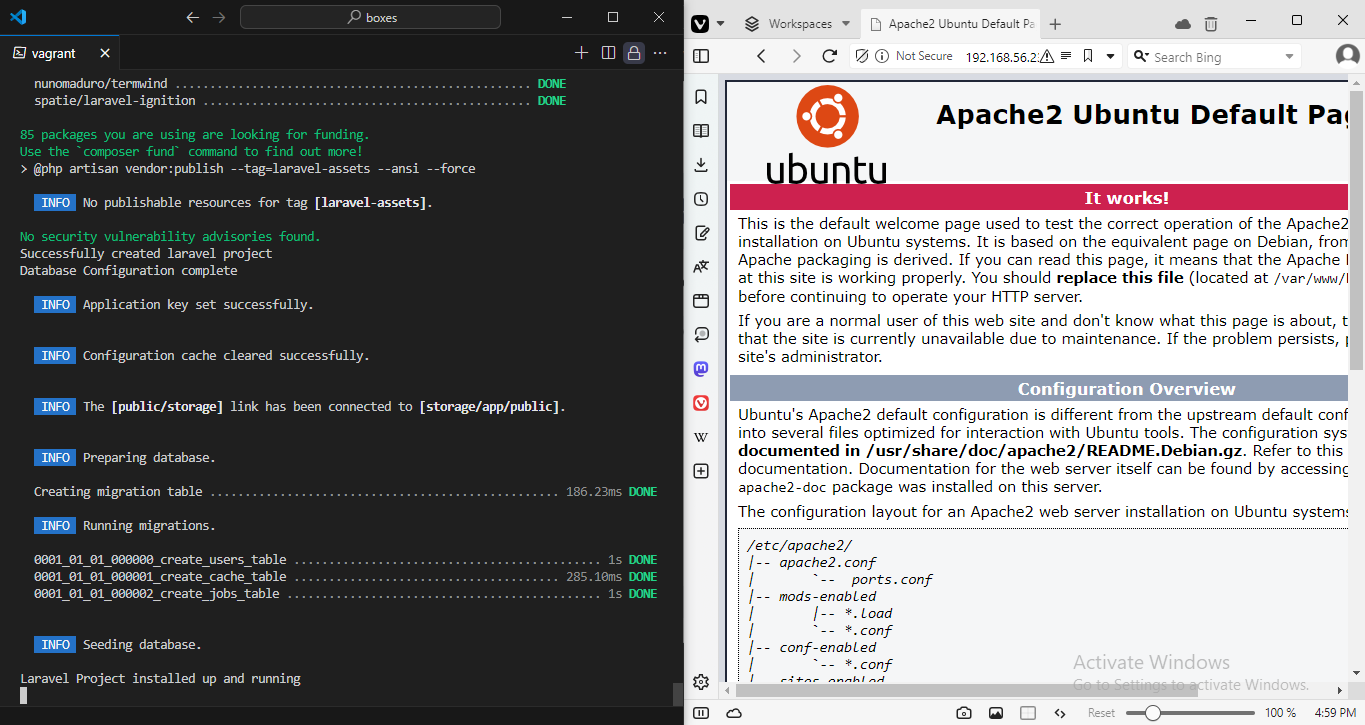 boxes
vagrant
nunomaduro/termwind ................................................... DONE
spatie/laravel-ignition ............................................... DONE
85 packages you are using are looking for funding.
Use the `composer fund` command to find out more!
> @php artisan vendor:publish --tag=laravel-assets --ansi --force
INFO No publishable resources for tag [laravel-assets].
No security vulnerability advisories found.
Successfully created laravel project
Database Configuration complete
INFO Application key set successfully.
INFO Configuration cache cleared successfully.
INFO The [public/storage] link has been connected to [storage/app/public].
INFO Preparing database.
Creating migration table .................................................. 186.23ms DONE
INFO Running migrations.
0001_01_01_000000_create_users_table ............................................. 1s DONE
0001_01_01_000001_create_cache_table ...................................... 285.10ms DONE
0001_01_01_000002_create_jobs_table ............................................. 1s DONE
INFO Seeding database.
Laravel Project installed up and running
Workspaces
Apache2 Ubuntu Default Pa
Not Secure 192.168.56.2
Search Bing
ubuntu
Apache2 Ubuntu Default Pag
It works!
This is the default welcome page used to test the correct operation of the Apache2
installation on Ubuntu systems. It is based on the equivalent page on Debian, from
Apache packaging is derived. If you can read this page, it means that the Apache
at this site is working properly. You should replace this file (located at /var/www/
before continuing to operate your HTTP server.
If you are a normal user of this web site and don't know what this page is about, t
that the site is currently unavailable due to maintenance. If the problem persists,
site's administrator.
Configuration Overview
Ubuntu's Apache2 default configuration is different from the upstream default conf
into several files optimized for interaction with Ubuntu tools. The configuration sys
documented in /usr/share/doc/apache2/README.Debian.gz. Refer to this
documentation. Documentation for the web server itself can be found by accessing
apache2-doc package was installed on this server.
The configuration layout for an Apache2 web server installation on Ubuntu systems
/etc/apache2/
|-- apache2.conf
|       `--  ports.conf
|-- mods-enabled
|       |-- *.load
|       `-- *.conf
|-- conf-enabled
|       `-- *.conf
|-- sites-enabled
Activate Windows
Go to Settings to activate Windows.
Reset 100 % 4:59 PM